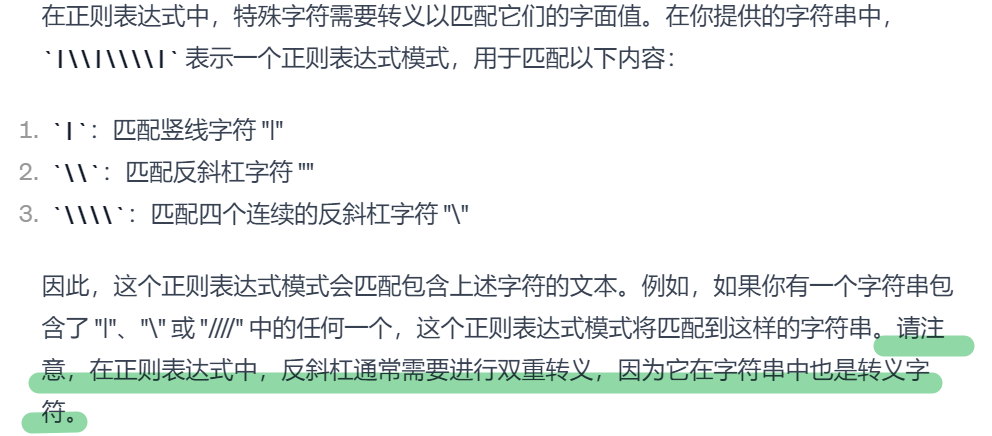 在正则表达式中，特殊字符需要转义以匹配它们的字面值。在你提供的字符串中，
`|\\|\\\\|` 表示一个正则表达式模式，用于匹配以下内容：
1. `|`：匹配竖线字符 "|"
2. `\\`：匹配反斜杠字符 ""
3. `\\\\`：匹配四个连续的反斜杠字符 "\"
因此，这个正则表达式模式会匹配包含上述字符的文本。例如，如果你有一个字符串包
含了 "|"、"\" 或 "////" 中的任何一个，这个正则表达式模式将匹配到这样的字符串。请注
意，在正则表达式中，反斜杠通常需要进行双重转义，因为它在字符串中也是转义字
符。